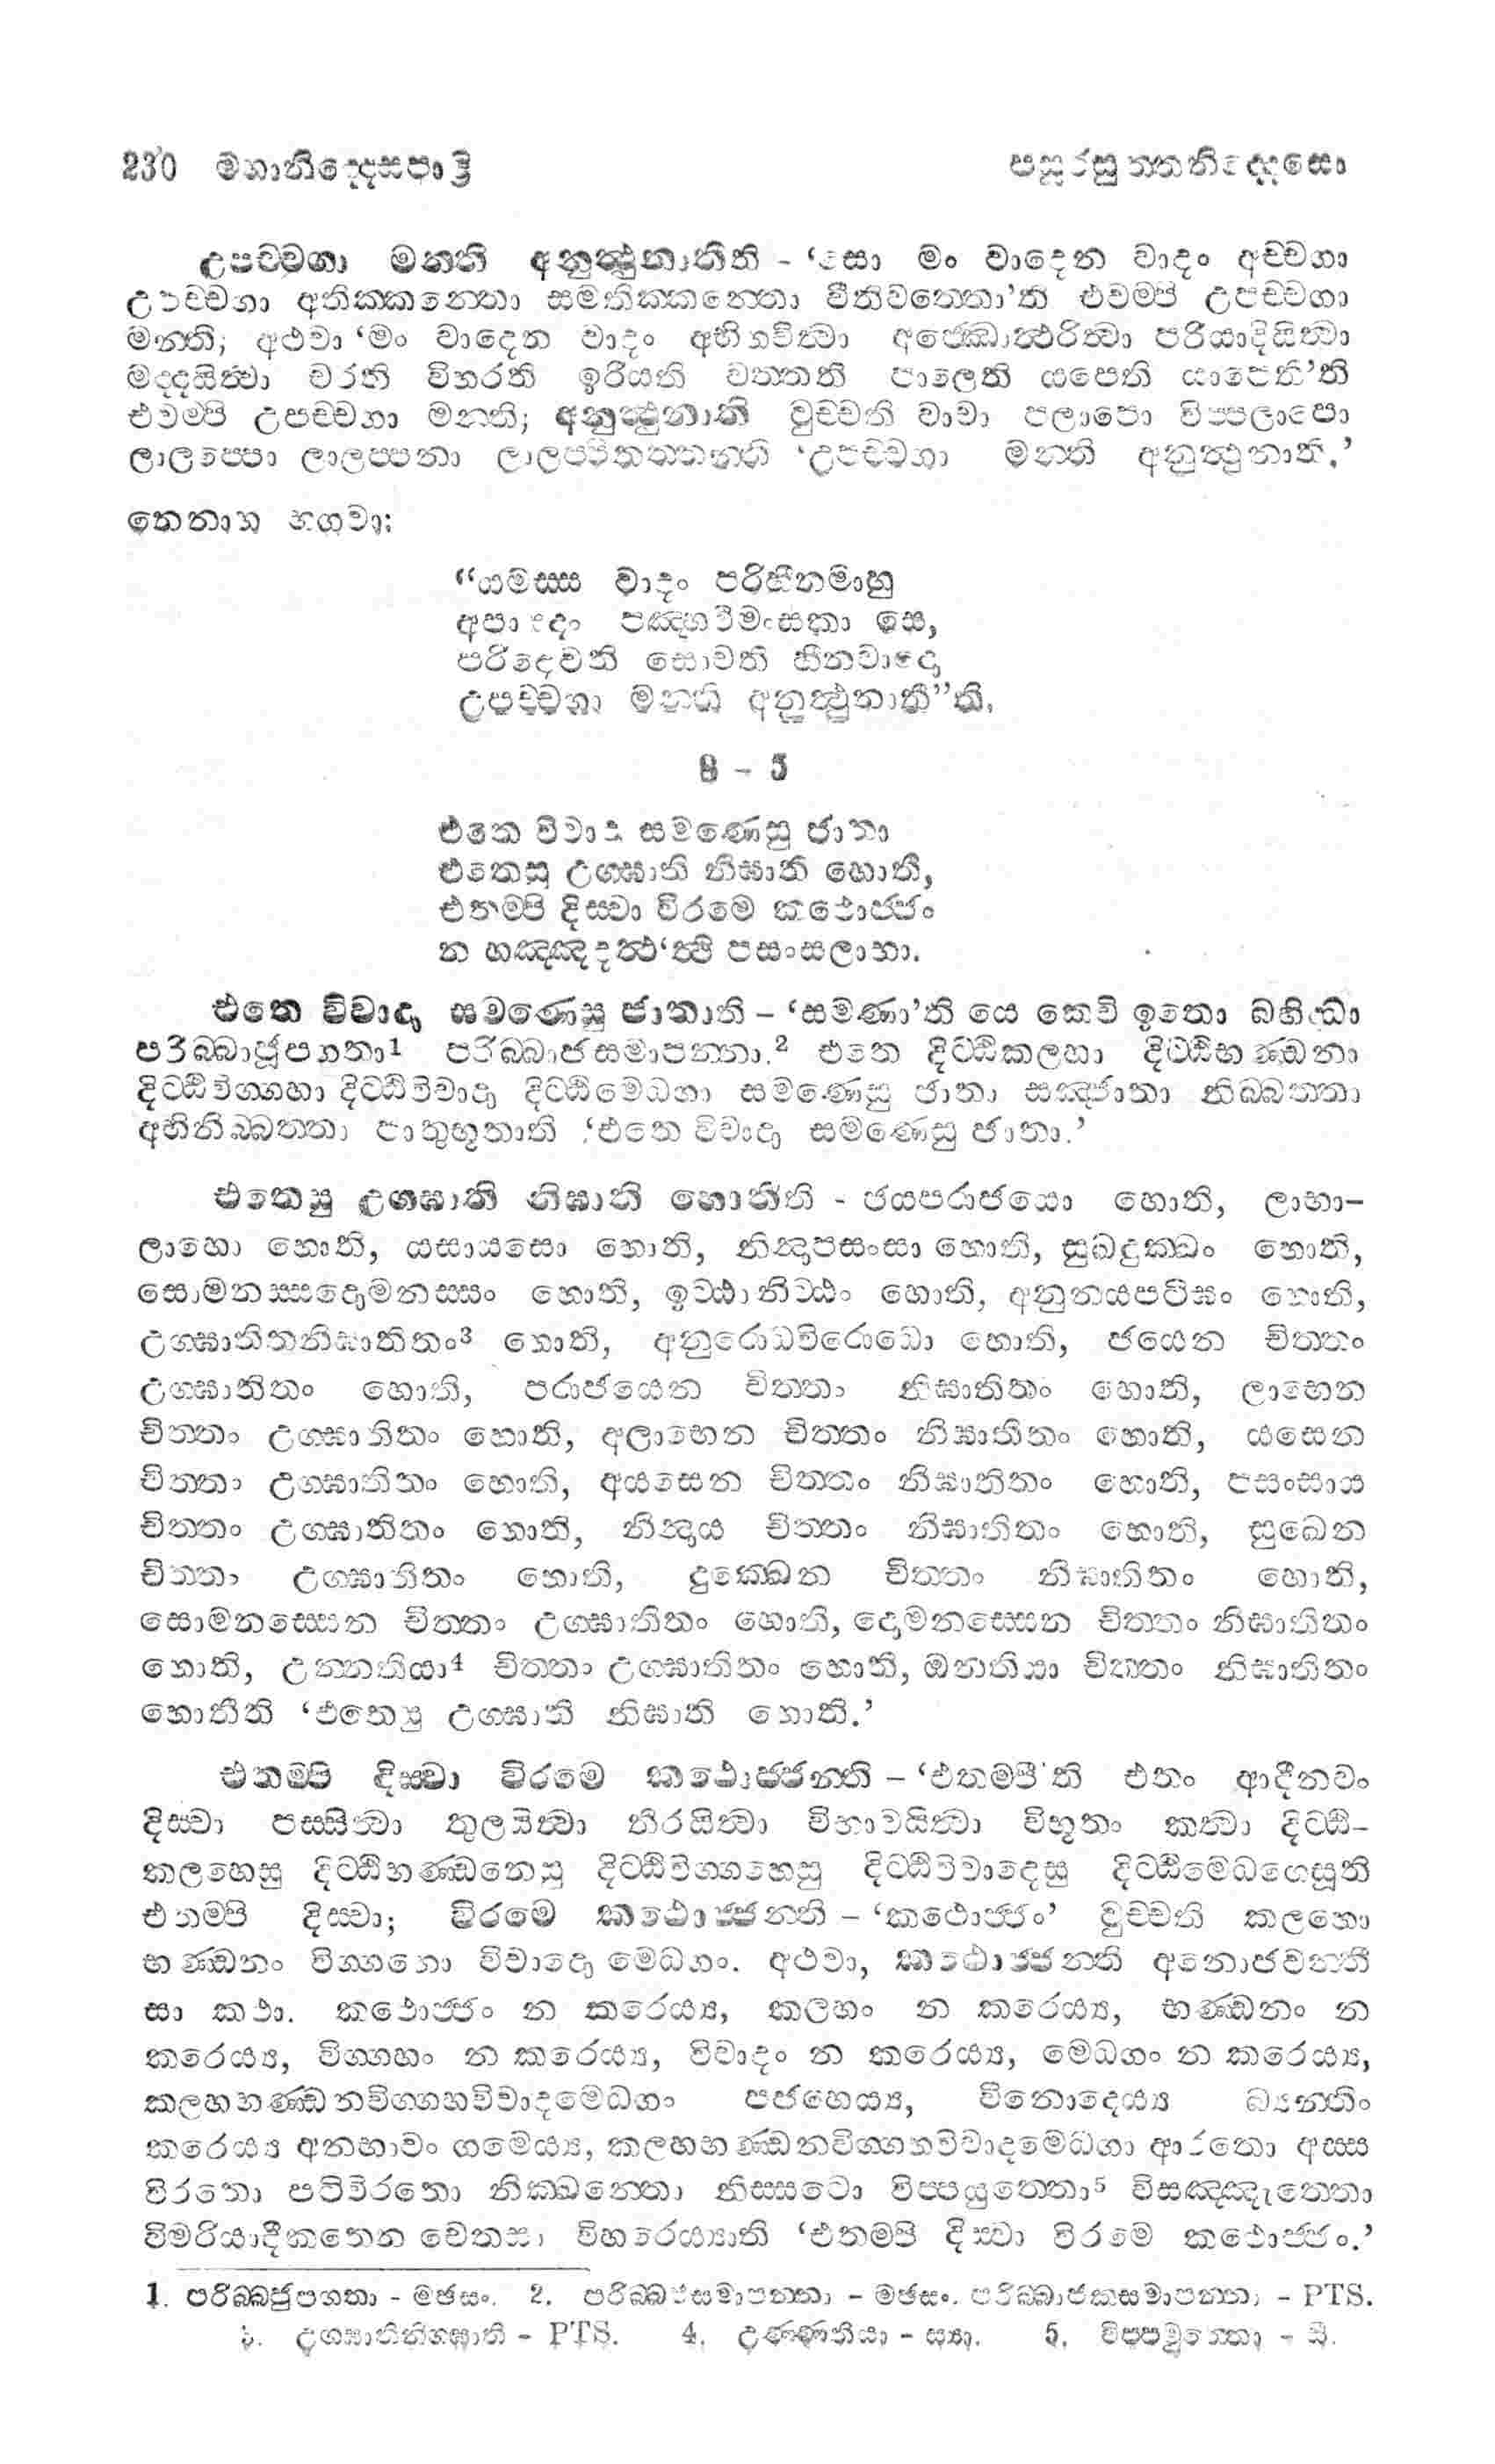 230 මහානිද්දෙසපාළි පසූරසුත්තනිද්දෙසො
උපච්චගා මන්ති අනුත්ථුනාතීති - ‘සො මං වාදෙන වාදං අච්චගා
උපච්චගා අතික්කන්තො සමතික්කන්තො වීතිවත්තො’ති එවම්පි උපච්චගා
මන්ති; අථවා ‘මං වාදෙන වාදං අභිභවිත්වා අජ්ඣොත්ථරිත්වා පරියාදියිත්වා
මද්දයිත්වා චරති විහරති ඉරියති වත්තති පාලෙති යපෙති යාපෙතී’ති
එවම්පි උපච්චගා මන්ති; අනුත්ථුනාති වුච්චති වාචා පලාපො විප්පලාපො
ලාලප්පො ලාලප්පනා ලාලප්පිතත්තන්ති ‘උපච්චගා මන්ති අනුත්ථුනාති.’
තෙනාහ භගවා:
“යමස්ස වාදං පරිහීනමාහු
අපාහදං පඤ්හවීමංසකා සෙ,
පරිදෙවති සොචති හීනවාදො
උපච්චගා මන්ති අනුත්ථුනාතී”ති.
8 - 5
එතෙ විවාදා සමණෙසු ජාතා
එතෙසු උග්ඝාති නිඝාති හොති,
එතම්පි දිස්වා විරමෙ කථොජ්ජං
න හඤ්ඤදත්ථ‘ත්ථි පසංසලාභා.
එතෙ විවාදා සමණෙසු ජාතාති - ‘සමණා’ති යෙ කෙචි ඉතො බහිද්ධා
පරිබ්බාජූපගතා1 පරිබ්බාජසමාපන්නා.2 එතෙ දිට්ඨිකලහා දිට්ඨිභණ්ඩනා
දිට්ඨිවිග්ගහා දිට්ඨිවිවාදා දිට්ඨිමෙධගා සමණෙසු ජාතා සඤ්ජාතා නිබ්බත්තා
අභිනිබ්බත්තා පාතුභූතාති ‘එතෙ විවාදා සමණෙසු ජාතා.’
එතෙසු උග්ඝාති නිඝාති හොතීති - ජයපරාජයො හොති, ලාභා-
ලාභො හොති, යසායසො හොති, නින්දාපසංසා හොති, සුඛදුක්ඛං හොති,
සොමනස්සදොමනස්සං හොති, ඉට්ඨානිට්ඨං හොති, අනුනයපටිඝං හොති,
උග්ඝාතිතනිඝාතිතං3 හොති, අනුරොධවිරොධො හොති, ජයෙන චිත්තං
උග්ඝාතිතං හොති, පරාජයෙන චිත්තං නිඝාතිතං හොති, ලාභෙන
චිත්තං උග්ඝාතිතං හොති, අලාභෙන චිත්තං නිඝාතිතං හොති, යසෙන
චිත්තං උග්ඝාතිතං හොති, අයසෙන චිත්තං නිඝාතිතං හොති, පසංසාය
චිත්තං උග්ඝාතිතං හොති, නින්දාය චිත්තං නිඝාතිතං හොති, සුඛෙන
චිත්තං උග්ඝාතිතං හොති, දුක්ඛෙන චිත්තං නිඝාතිතං හොති,
සොමනස්සෙන චිත්තං උග්ඝාතිතං හොති, දොමනස්සෙන චිත්තං නිඝාතිතං
හොති, උන්නතියා4 චිත්තං උග්ඝාතිතං හොති, ඔනතියා චිත්තං නිඝාතිතං
හොතීති ‘එතෙසු උග්ඝාති නිඝාති හොති.’
එතම්පි දිස්වා විරමෙ කථොජ්ජන්ති - ‘එතම්පී’ති එතං ආදීනවං
දිස්වා පස්සිත්වා තුලයිත්වා තීරයිත්වා විභාවයිත්වා විභූතං කත්වා දිට්ඨි-
කලහෙසු දිට්ඨිභණ්ඩනෙසු දිට්ඨිවිග්ගහෙසු දිට්ඨිවිවාදෙසු දිට්ඨිමෙධගෙසූති
එතම්පි දිස්වා; විරමෙ කථොජ්ජන්ති - ‘කථොජ්ජං’ වුච්චති කලහො
භණ්ඩනං විග්ගහො විවාදො මෙධගං. අථවා, කථොජ්ජන්ති අනොජවන්තී
සා කථා. කථොජ්ජං න කරෙය්‍ය, කලහං න කරෙය්‍ය, භණ්ඩනං න
කරෙය්‍ය, විග්ගහං න කරෙය්‍ය, විවාදං න කරෙය්‍ය, මෙධගං න කරෙය්‍ය,
කලහභණ්ඩනවිග්ගහවිවාදමෙධගං පජහෙය්‍ය, විනොදෙය්‍ය බ්‍යන්තිං
කරෙය්‍ය අනභාවං ගමෙය්‍ය, කලහභණ්ඩනවිග්ගහවිවාදමෙධගා ආරතො අස්ස
විරතො පටිවිරතො නික්ඛන්තො නිස්සටො විප්පයුත්තො5 විසඤ්ඤුත්තො
විමරියාදීකතෙන චෙතසා විහරෙය්‍යාති ‘එතම්පි දිස්වා විරමෙ කථොජ්ජං.’
1. පරිබ්බජුපගතා - මඡසං. 2. පරිබ්බජසමාපන්නා - මඡසං. පරිබ්බාජකසමාපන්නා - PTS.
3. උග්ඝාතිනිග්ඝාති - PTS. 4. උණ්ණතියා - ස්‍යා. 5. විප්පමුත්තො - සී.